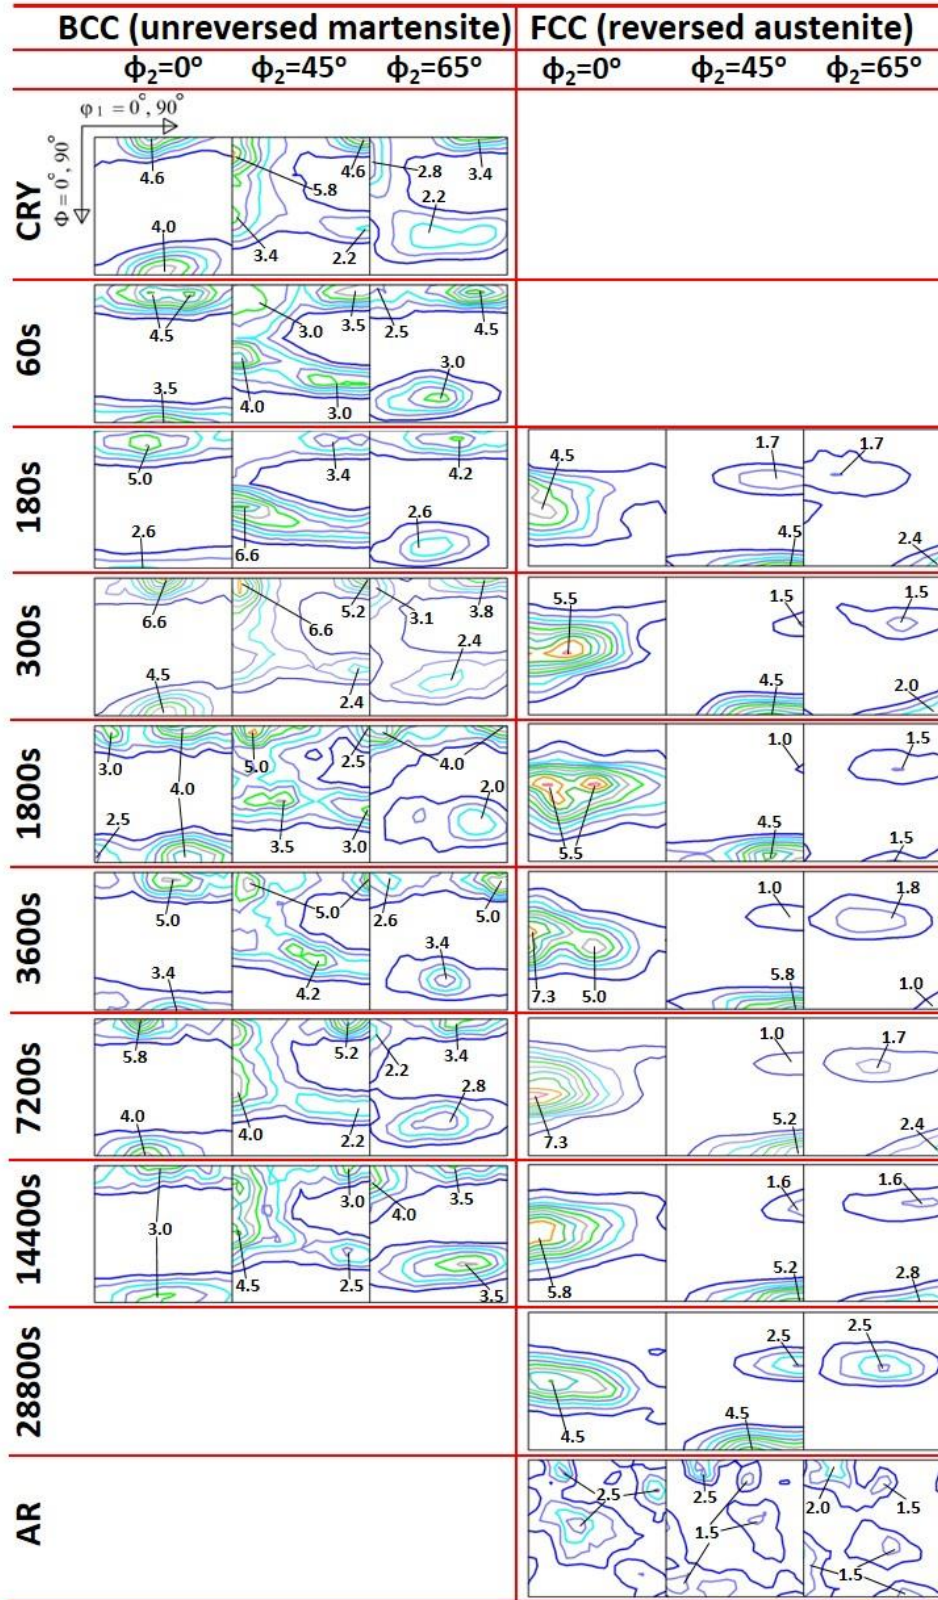 BCC (unreversed martensite) FCC (reversed austenite)
Φ₂=0° Φ₂=45° Φ₂=65° Φ₂=0° Φ₂=45° Φ₂=65°
φ₁ = 0°, 90°
Φ = 0°, 90°
CRY
4.6 4.6 2.8 3.4
5.8 2.2
4.0
3.4 2.2
60s
4.5 3.0 3.5 2.5 4.5
3.5 3.0
4.0 3.0
180s
5.0 3.4 4.2 4.5 1.7 1.7
2.6 6.6 2.6 4.5 2.4
300s
6.6 6.6 5.2 3.1 3.8 5.5 1.5 1.5
4.5 2.4 2.4 4.5 2.0
1800s
3.0 5.0 2.5 4.0 1.0 1.5
4.0 2.0
2.5 3.5 3.0 5.5 4.5 1.5
3600s
5.0 5.0 2.6 5.0 1.0 1.8
3.4 4.2 3.4 7.3 5.0 5.8 1.0
7200s
5.8 5.2 2.2 3.4 1.0 1.7
4.0 4.0 2.2 2.8 7.3 5.2 2.4
14400s
3.0 3.0 4.0 3.5 1.6 1.6
4.5 2.5 3.5 5.8 5.2 2.8
28800s
2.5 2.5
4.5 4.5
AR
2.5 2.5 2.0 1.5
1.5 1.5